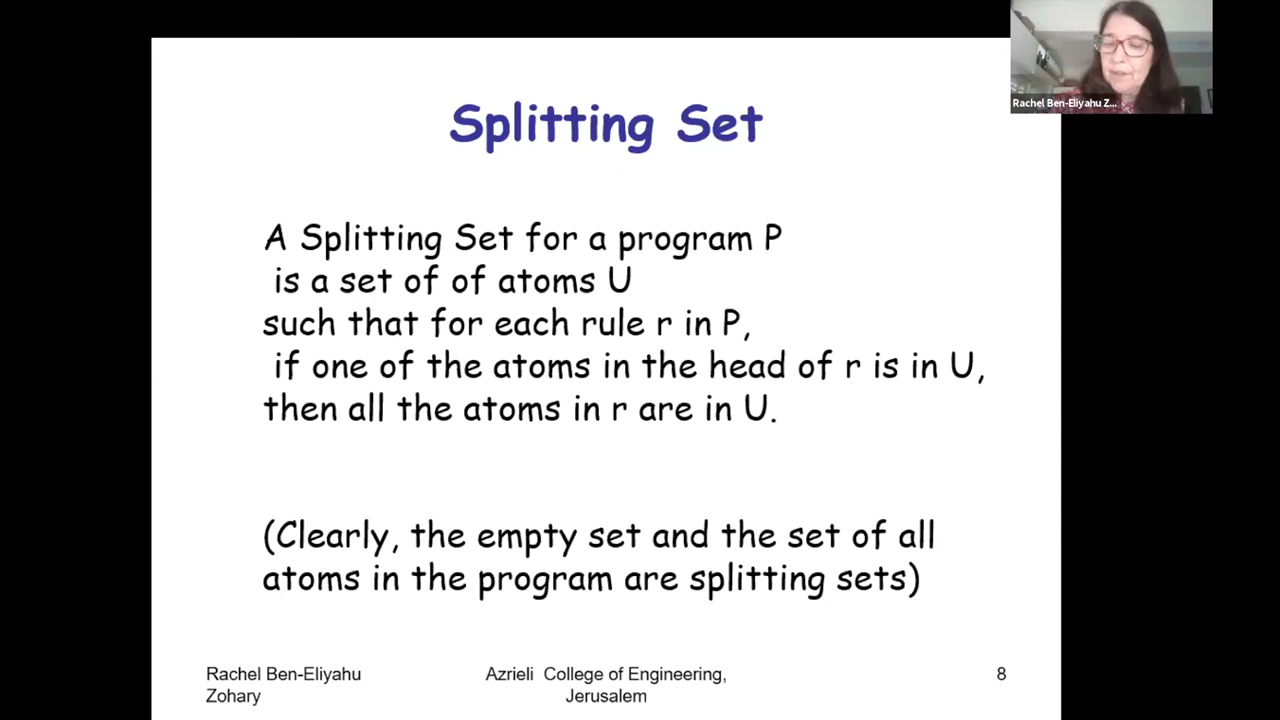 Rachel Ben-Eliyahu Z...
Splitting Set
A Splitting Set for a program P
is a set of of atoms U
such that for each rule r in P,
if one of the atoms in the head of r is in U,
then all the atoms in r are in U.
(Clearly, the empty set and the set of all
atoms in the program are splitting sets)
Rachel Ben-Eliyahu
Zohary
Azrieli College of Engineering,
Jerusalem
8